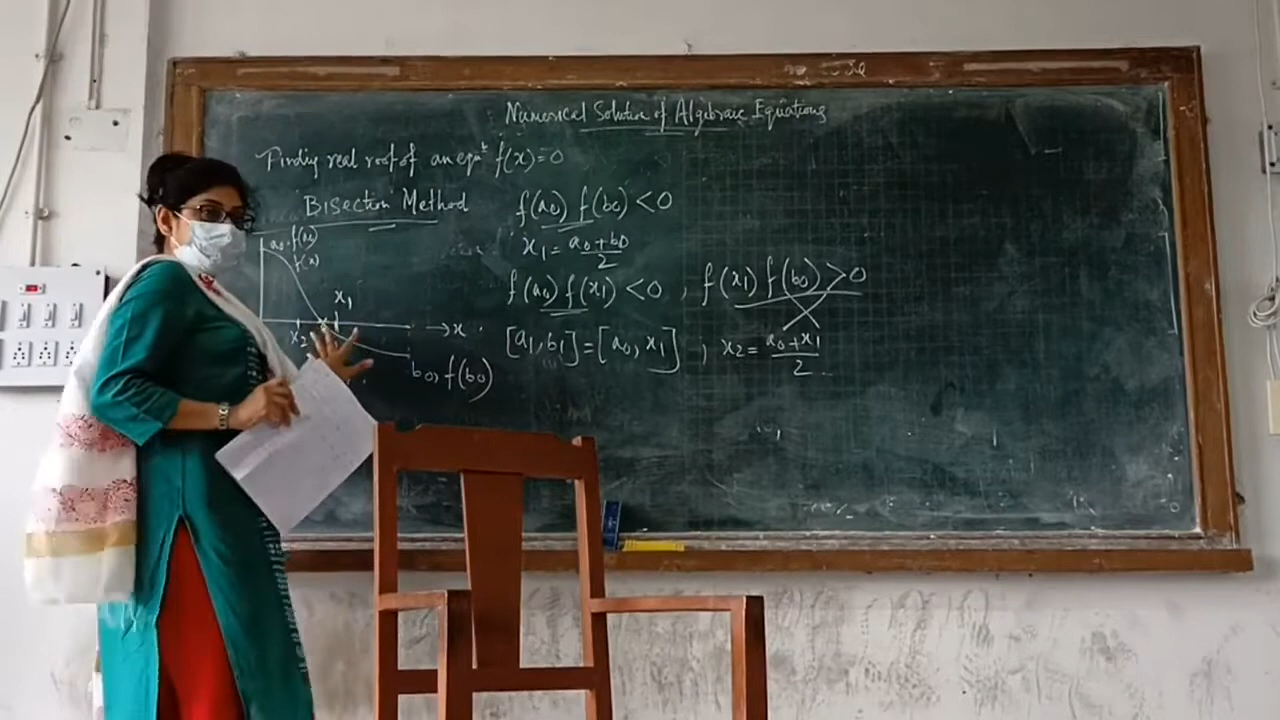 Numerical Solution of Algebraic Equations
Finding real root of an eqn f(x)=0
Bisection Method
f(a0) f(b0) < 0
x1 = a0+b0/2
f(a0) f(x1) < 0 , f(x1) f(b0) > 0
[a1, b1] = [a0, x1] ; x2 = a0+x1/2
f(x)
x1
x2
→ x
b0, f(b0)